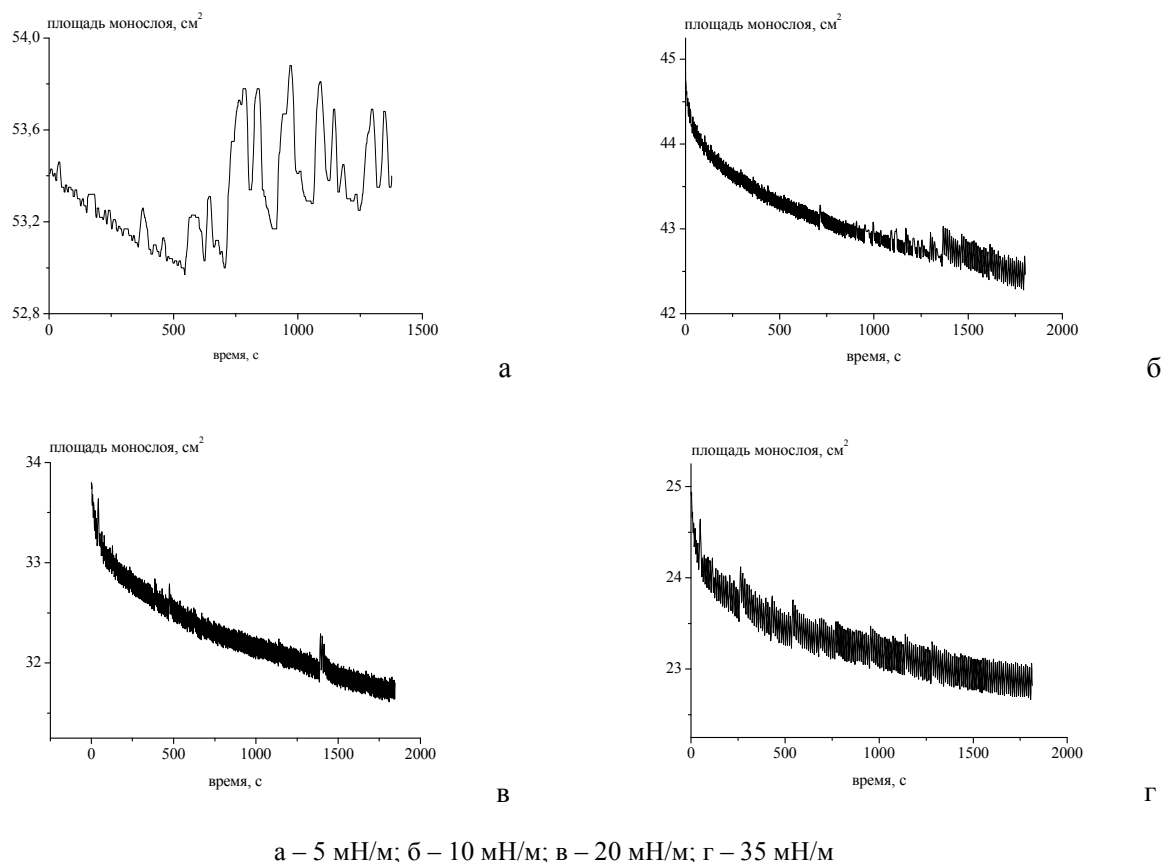 площадь монослоя, см²
54,0
53,6
53,2
52,8
0 500 1000 1500
время, с
а
площадь монослоя, см²
45
44
43
42
0 500 1000 1500 2000
время, с
б
площадь монослоя, см²
34
33
32
0 500 1000 1500 2000
время, с
в
площадь монослоя, см²
25
24
23
0 500 1000 1500 2000
время, с
г
а – 5 мН/м; б – 10 мН/м; в – 20 мН/м; г – 35 мН/м